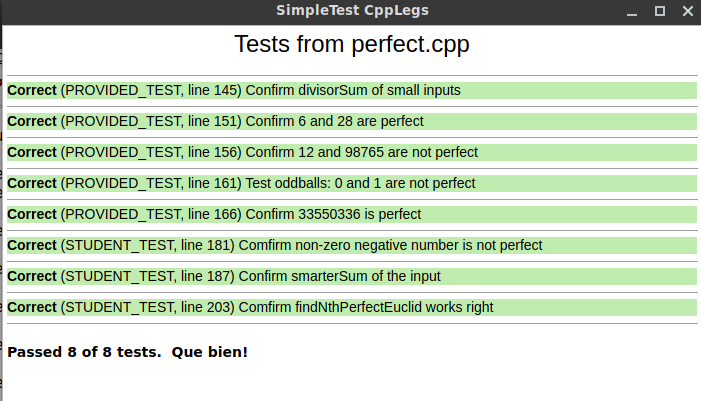 SimpleTest CppLegs
Tests from perfect.cpp
Correct (PROVIDED_TEST, line 145) Confirm divisorSum of small inputs
Correct (PROVIDED_TEST, line 151) Confirm 6 and 28 are perfect
Correct (PROVIDED_TEST, line 156) Confirm 12 and 98765 are not perfect
Correct (PROVIDED_TEST, line 161) Test oddballs: 0 and 1 are not perfect
Correct (PROVIDED_TEST, line 166) Confirm 33550336 is perfect
Correct (STUDENT_TEST, line 181) Comfirm non-zero negative number is not perfect
Correct (STUDENT_TEST, line 187) Confirm smarterSum of the input
Correct (STUDENT_TEST, line 203) Comfirm findNthPerfectEuclid works right
Passed 8 of 8 tests.  Que bien!